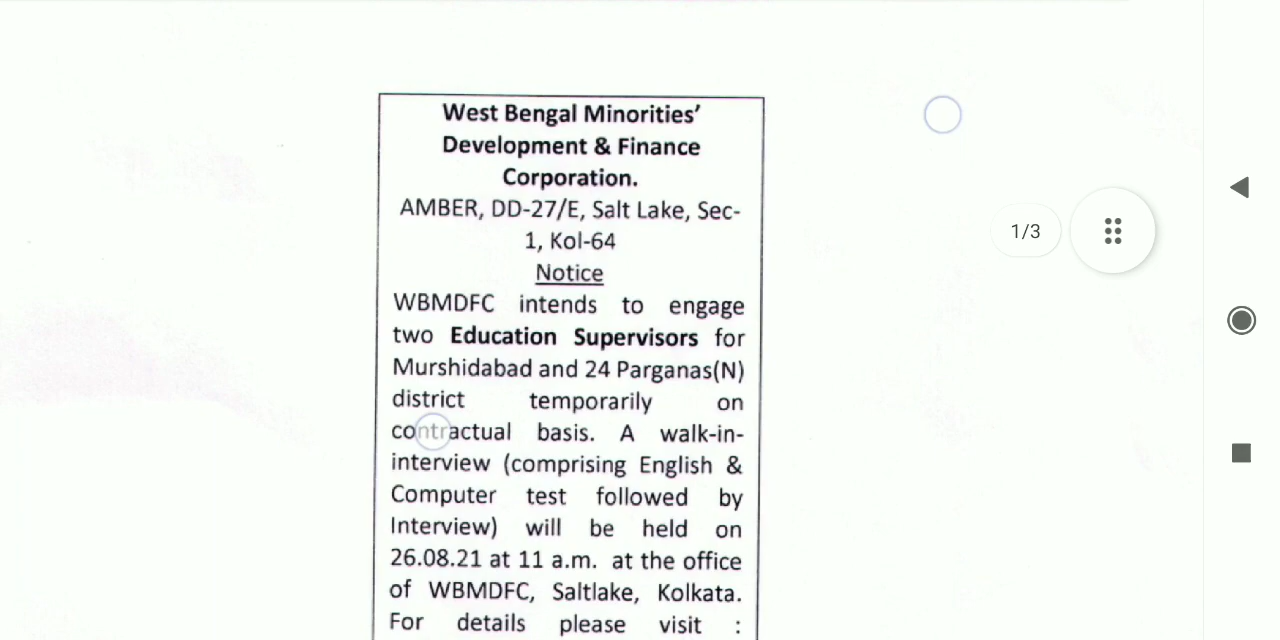 West Bengal Minorities’
Development & Finance
Corporation.
AMBER, DD-27/E, Salt Lake, Sec-
1, Kol-64
Notice
WBMDFC intends to engage
two Education Supervisors for
Murshidabad and 24 Parganas(N)
district temporarily on
contractual basis. A walk-in-
interview (comprising English &
Computer test followed by
Interview) will be held on
26.08.21 at 11 a.m. at the office
of WBMDFC, Saltlake, Kolkata.
For details please visit :
1/3